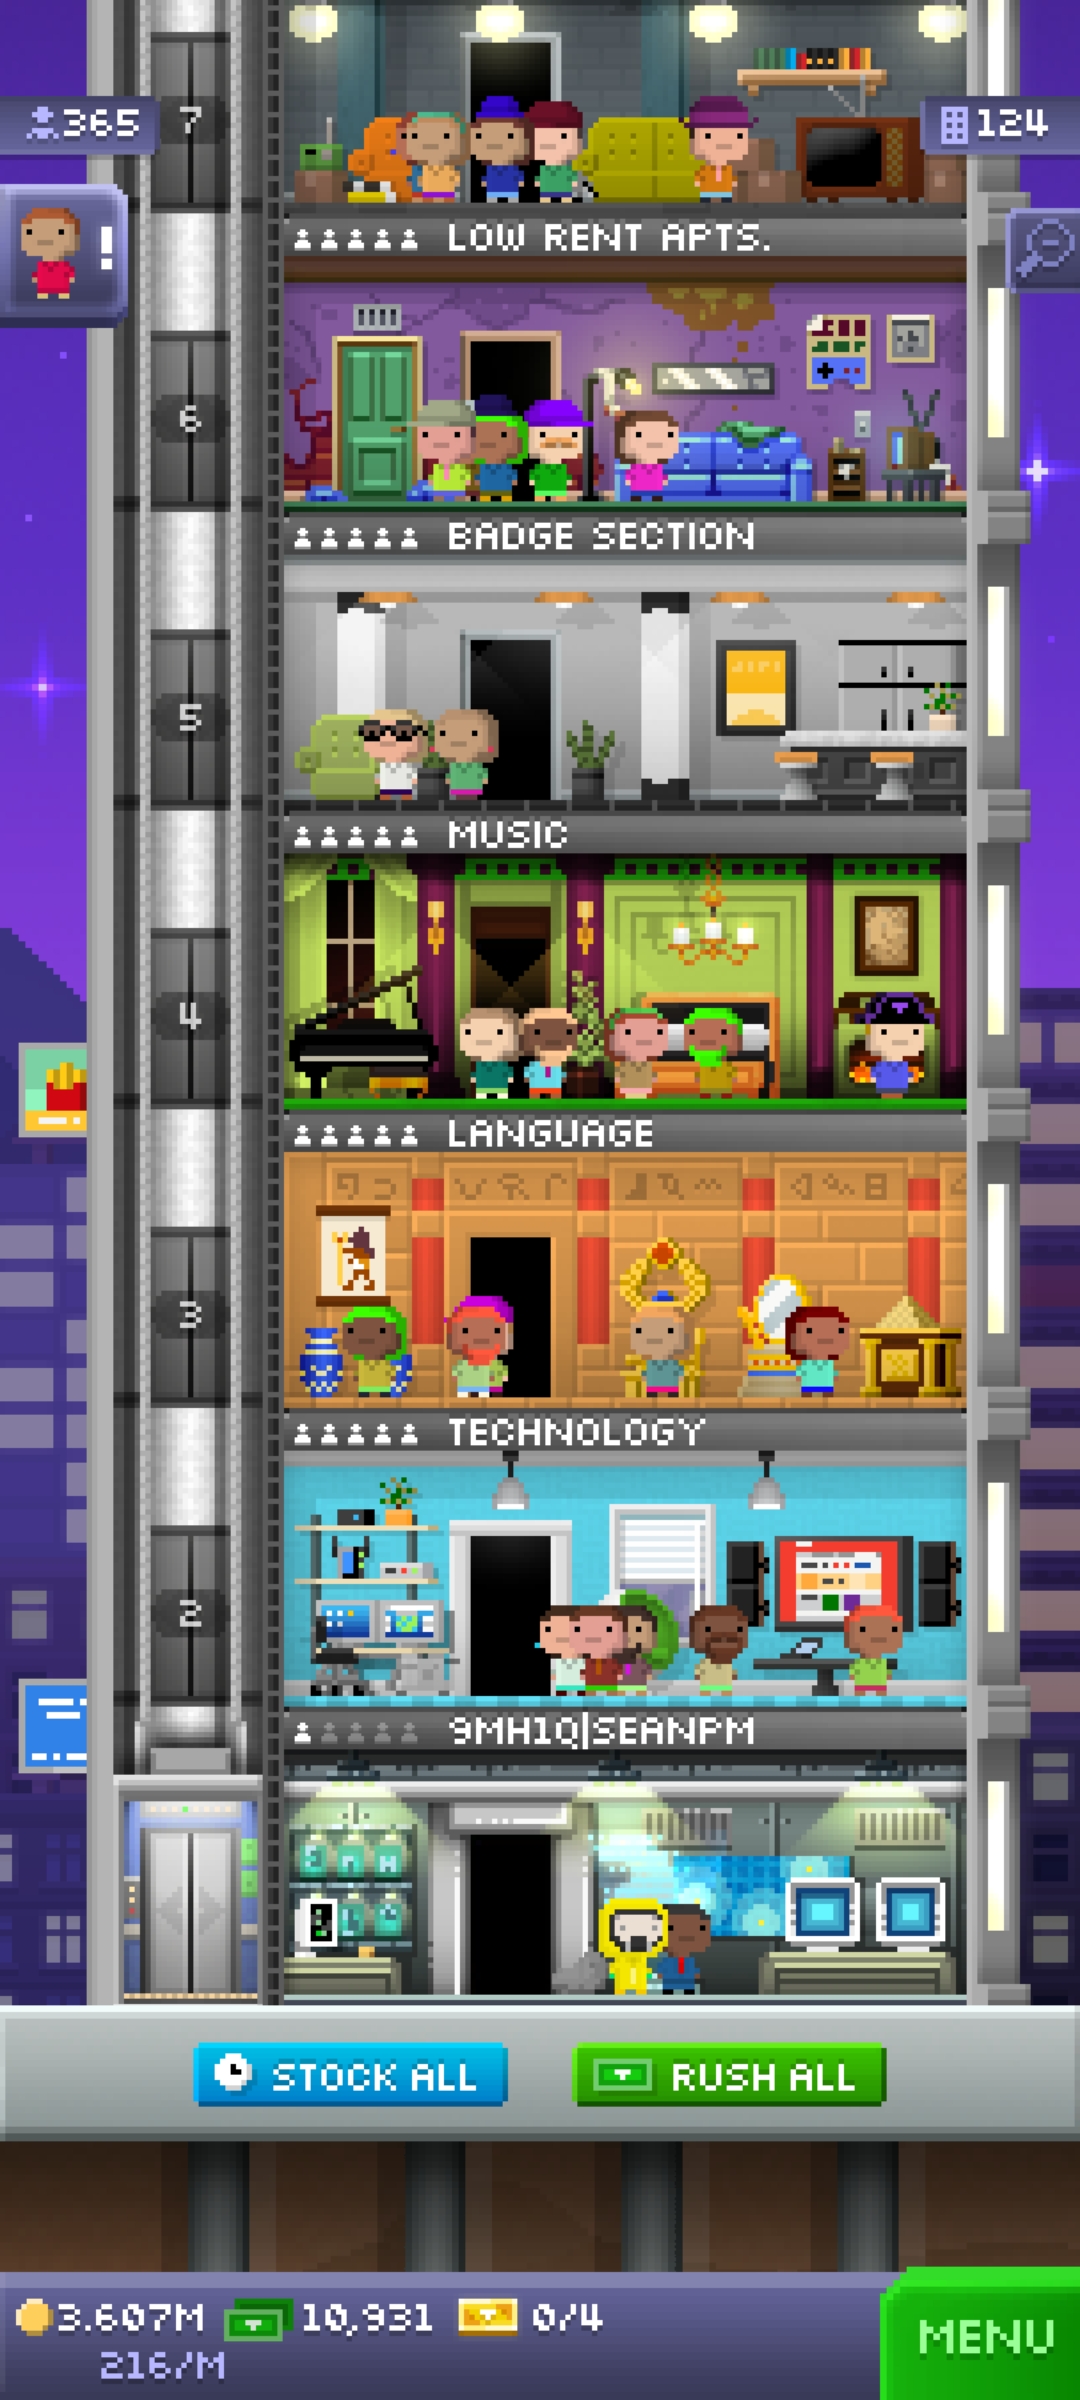 7
365
124
!
LOW RENT APTS.
6
BADGE SECTION
5
MUSIC
4
LANGUAGE
3
TECHNOLOGY
2
9MH1Q|SEANPM
STOCK ALL
RUSH ALL
3.607M
10,931
0/4
216/M
MENU